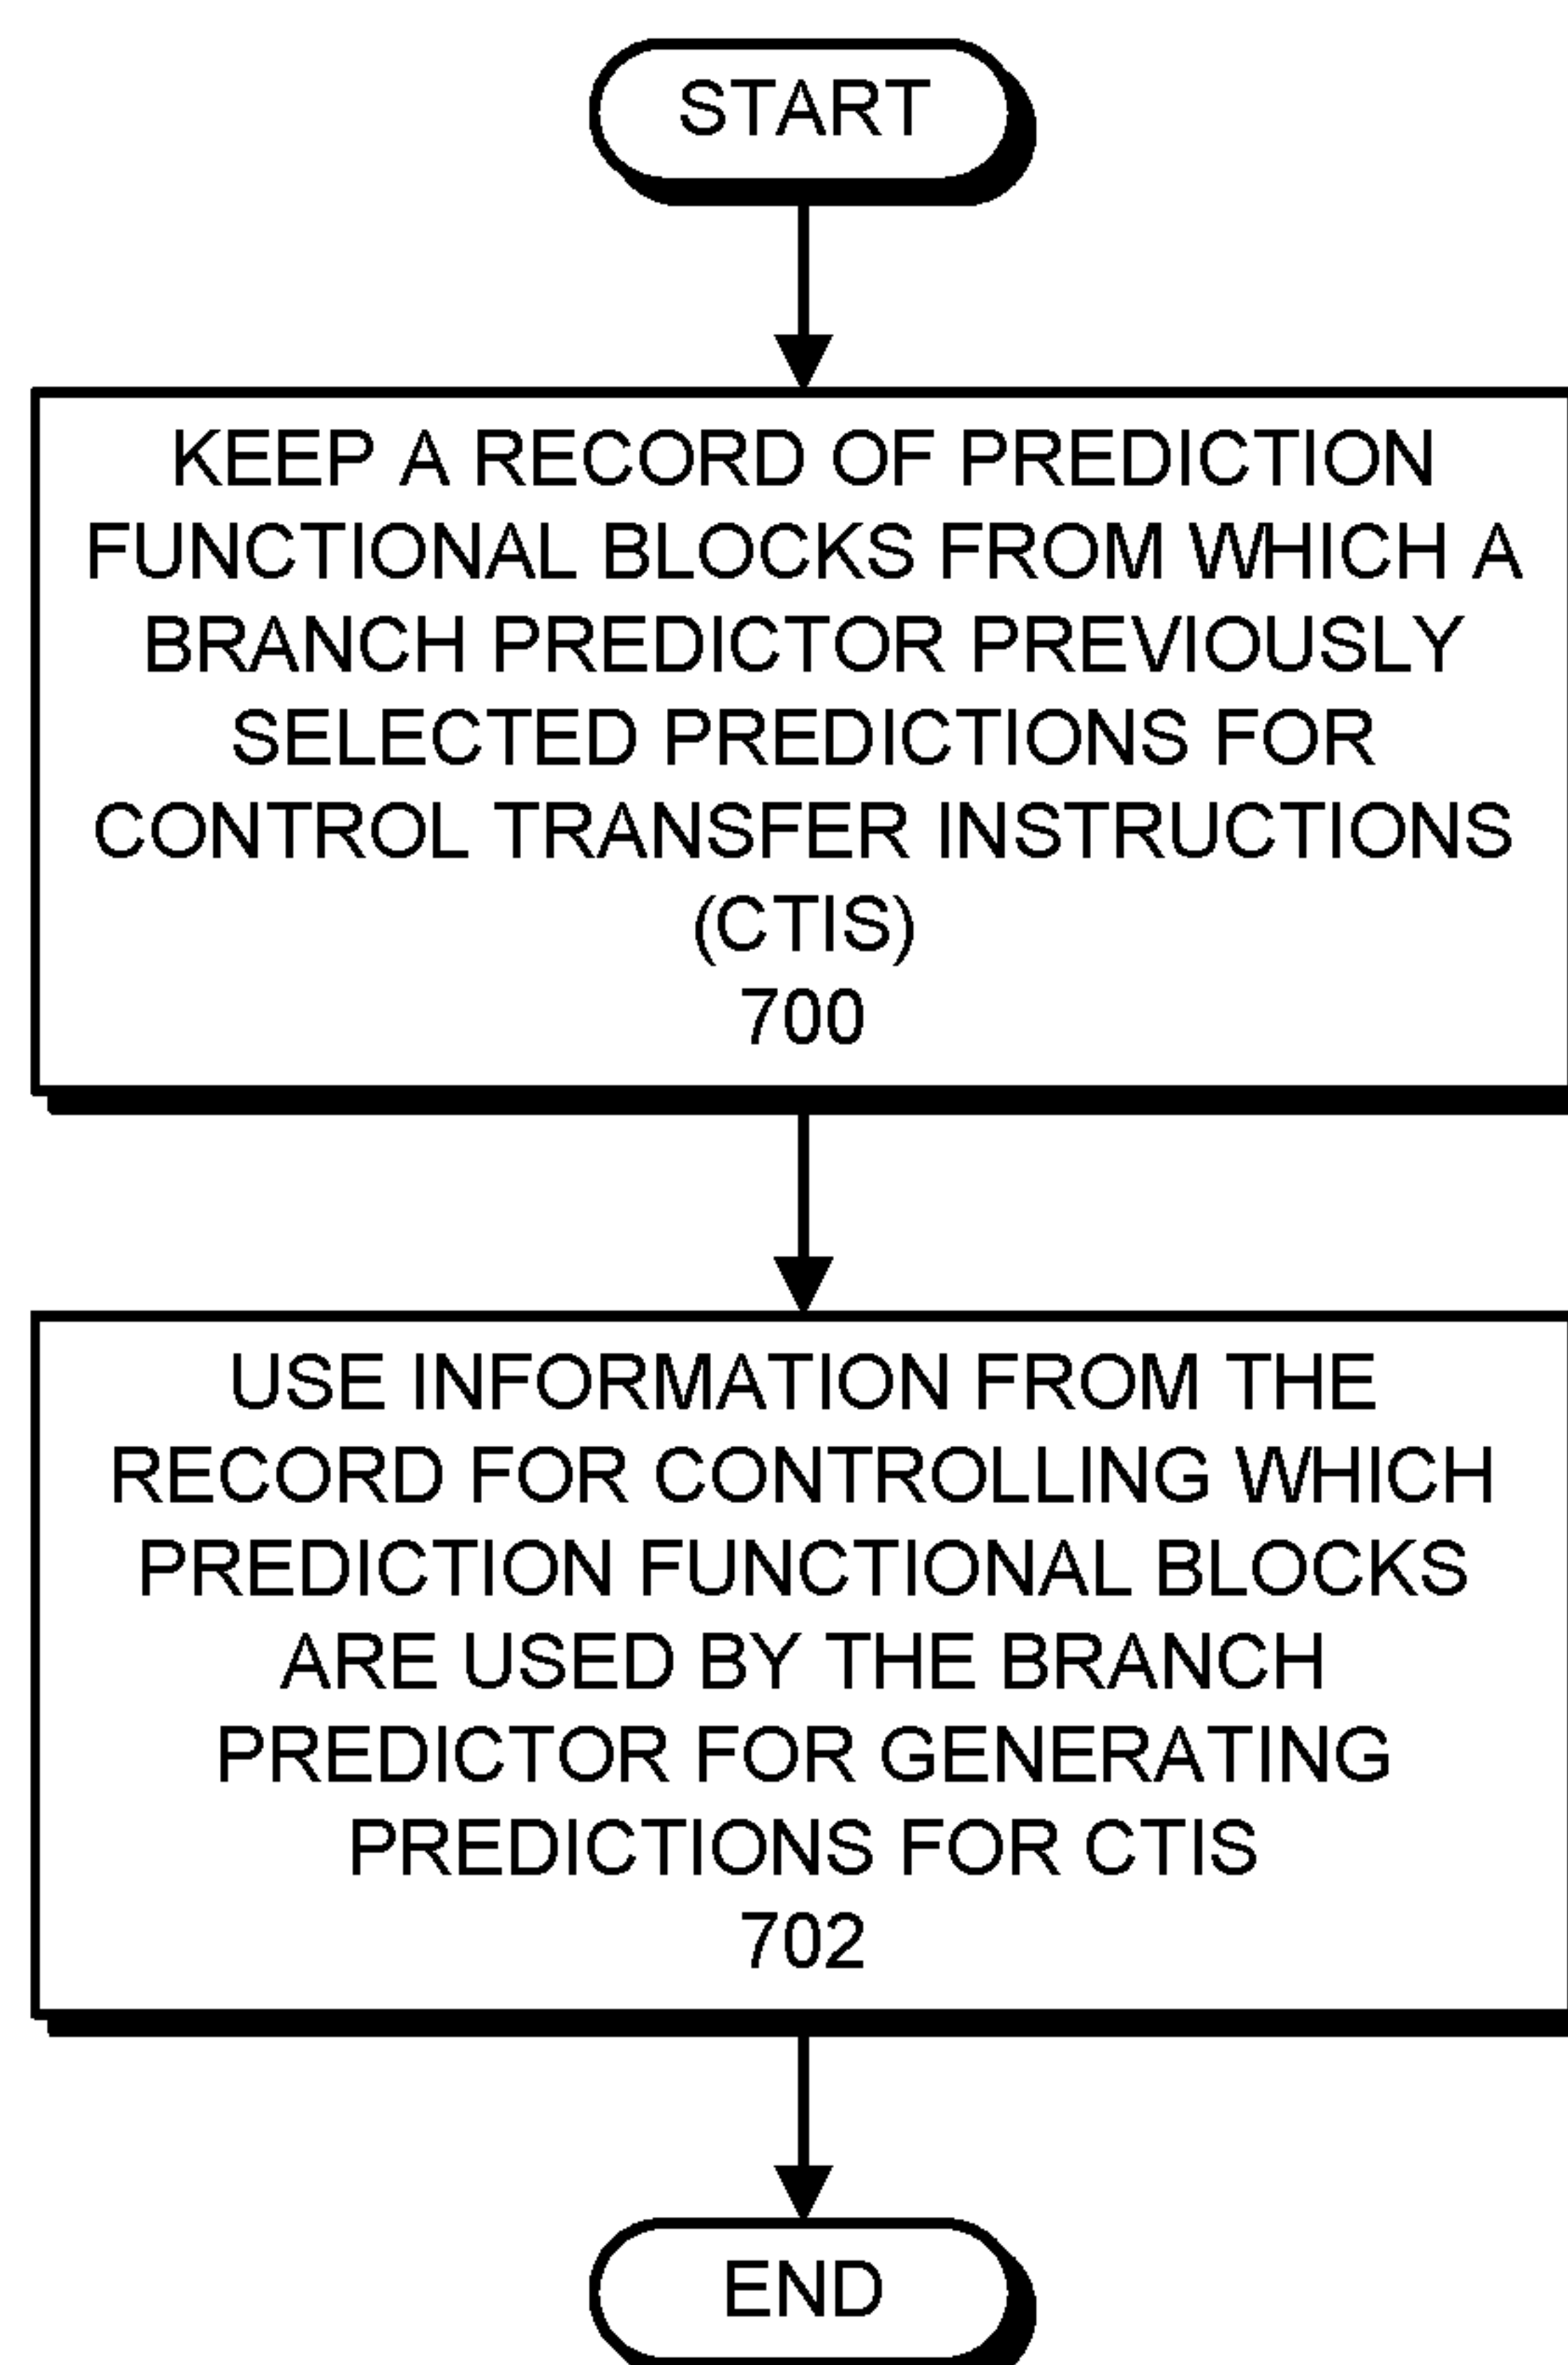 START
KEEP A RECORD OF PREDICTION
FUNCTIONAL BLOCKS FROM WHICH A
BRANCH PREDICTOR PREVIOUSLY
SELECTED PREDICTIONS FOR
CONTROL TRANSFER INSTRUCTIONS
(CTIS)
700
USE INFORMATION FROM THE
RECORD FOR CONTROLLING WHICH
PREDICTION FUNCTIONAL BLOCKS
ARE USED BY THE BRANCH
PREDICTOR FOR GENERATING
PREDICTIONS FOR CTIS
702
END